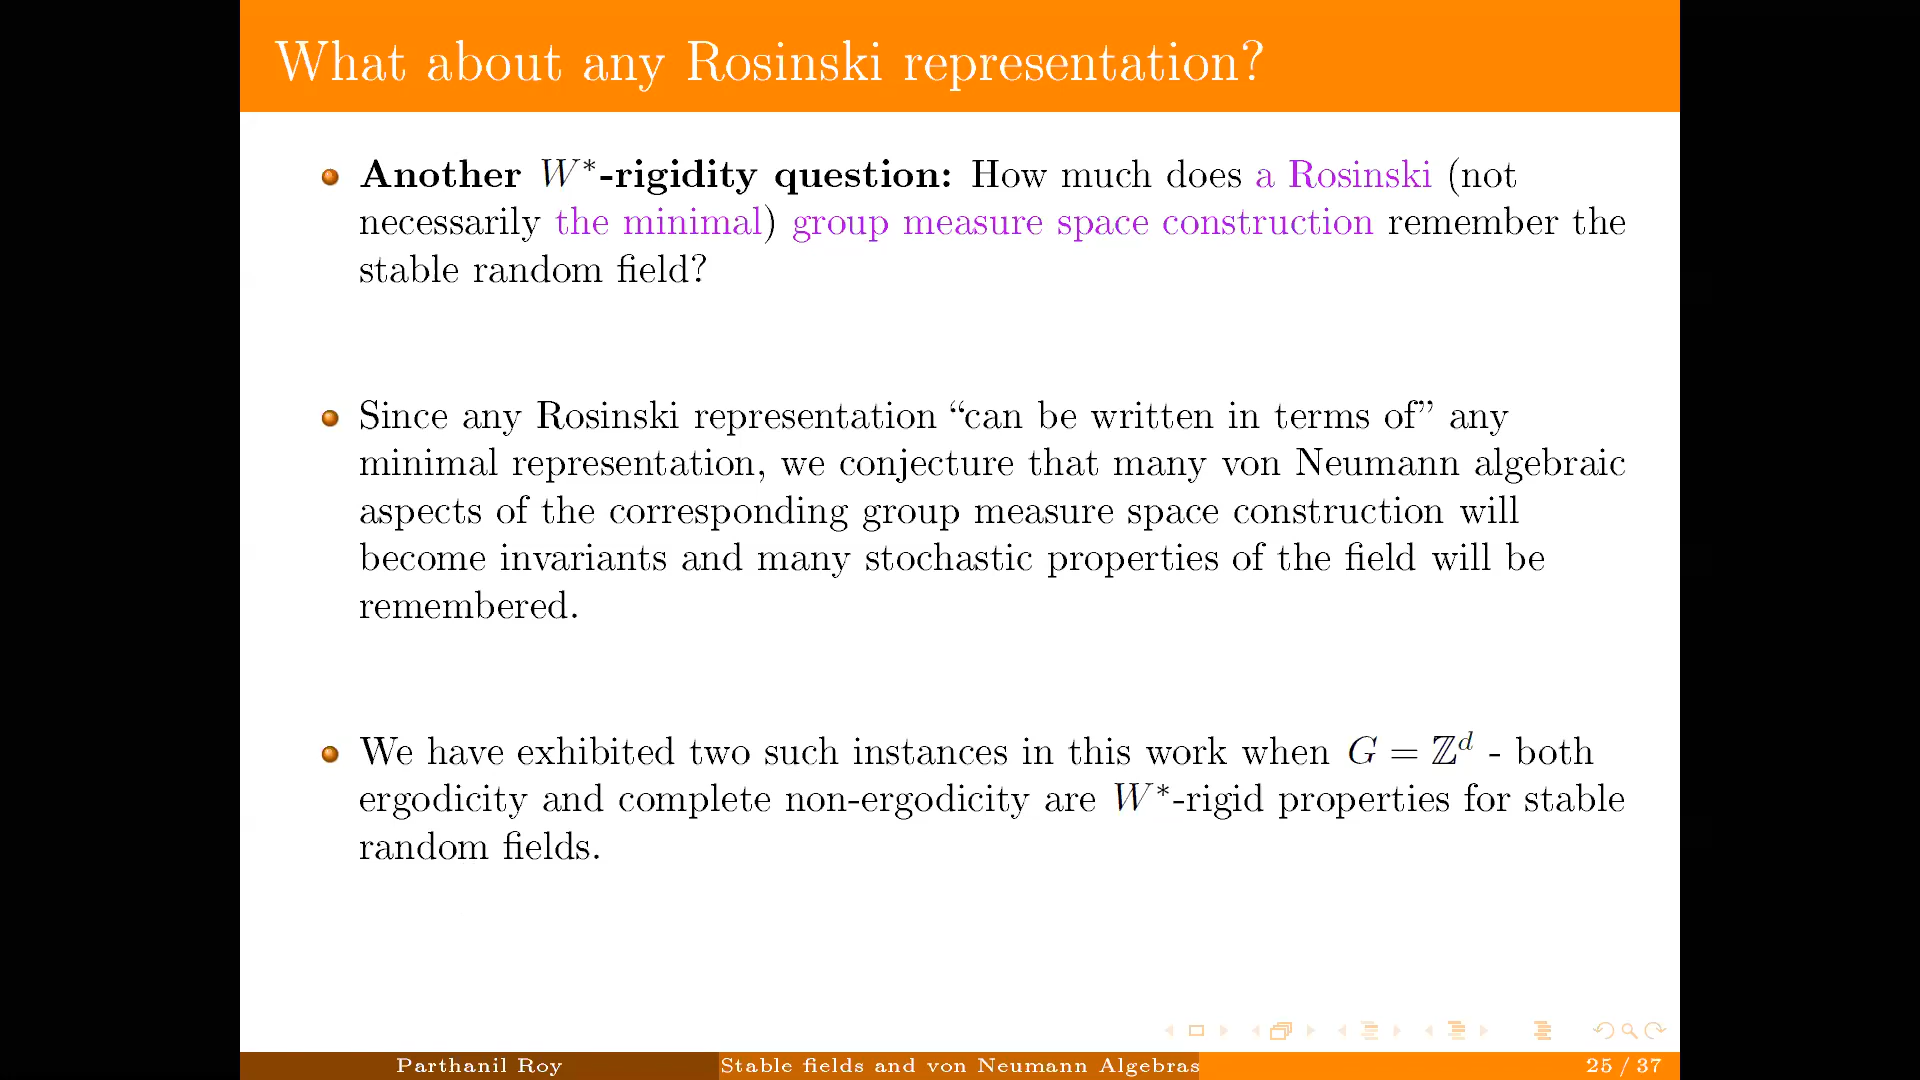 What about any Rosinski representation?
Another W*-rigidity question: How much does a Rosinski (not
necessarily the minimal) group measure space construction remember the
stable random field?
Since any Rosinski representation “can be written in terms of” any
minimal representation, we conjecture that many von Neumann algebraic
aspects of the corresponding group measure space construction will
become invariants and many stochastic properties of the field will be
remembered.
We have exhibited two such instances in this work when G = ℤᵈ - both
ergodicity and complete non-ergodicity are W*-rigid properties for stable
random fields.
Parthanil Roy Stable fields and von Neumann Algebras 25 / 37